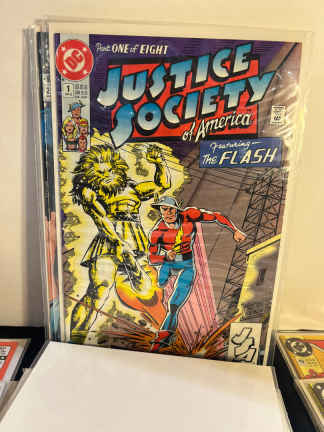 Part ONE of EIGHT
DC
JUSTICE
SOCIETY
of America
1
Featuring—
The FLASH